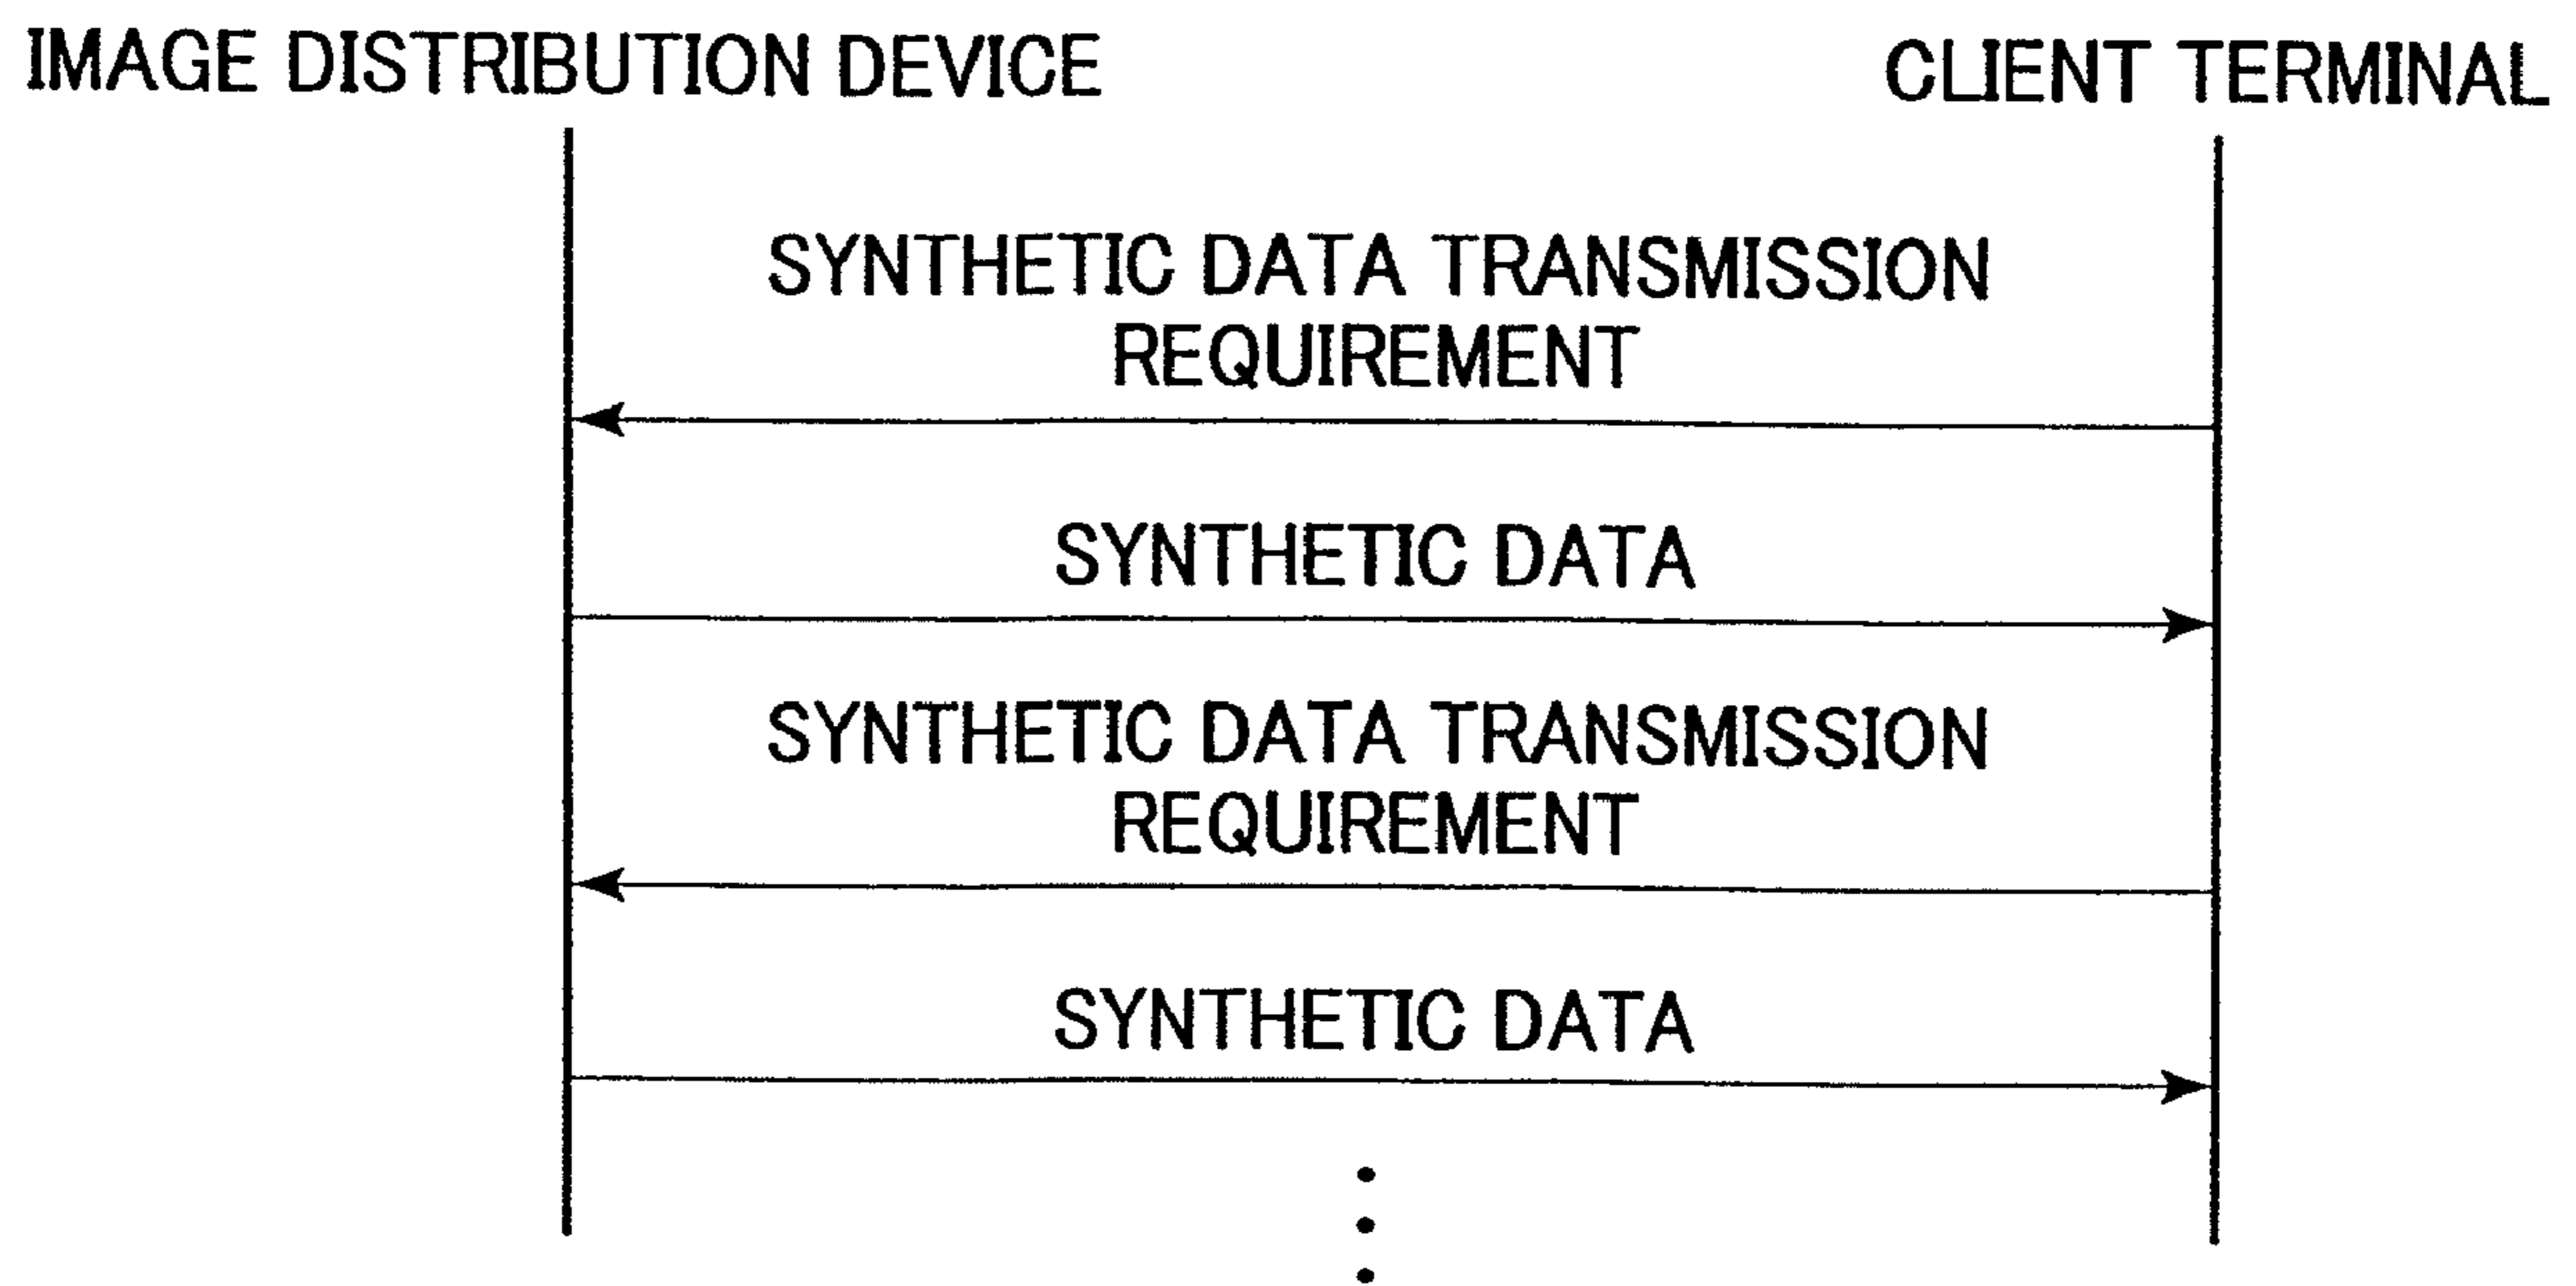 IMAGE DISTRIBUTION DEVICE
CLIENT TERMINAL
SYNTHETIC DATA TRANSMISSION
REQUIREMENT
SYNTHETIC DATA
SYNTHETIC DATA TRANSMISSION
REQUIREMENT
SYNTHETIC DATA